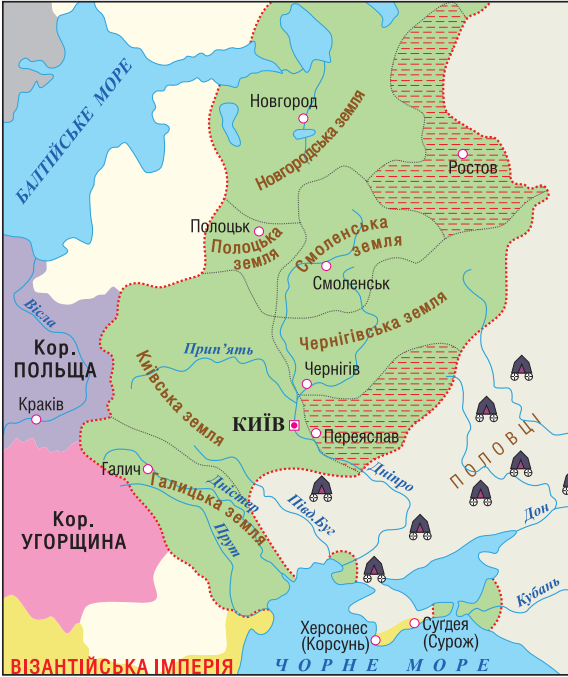 БАЛТІЙСЬКЕ МОРЕ
Новгород
Новгородська земля
Ростов
Полоцьк
Полоцька
земля
Смоленська
земля
Смоленськ
Чернігівська земля
Вісла
Кор.
ПОЛЬЩА
Краків
Прип’ять
Чернігів
Київська земля
КИЇВ
Переяслав
ПОЛОВЦІ
Галич
Галицька земля
Дністер
Прут
Півд.Буг
Дніпро
Дон
Кор.
УГОРЩИНА
Кубань
Херсонес
(Корсунь)
Сугдея
(Сурож)
ВІЗАНТІЙСЬКА ІМПЕРІЯ
ЧОРНЕ МОРЕ